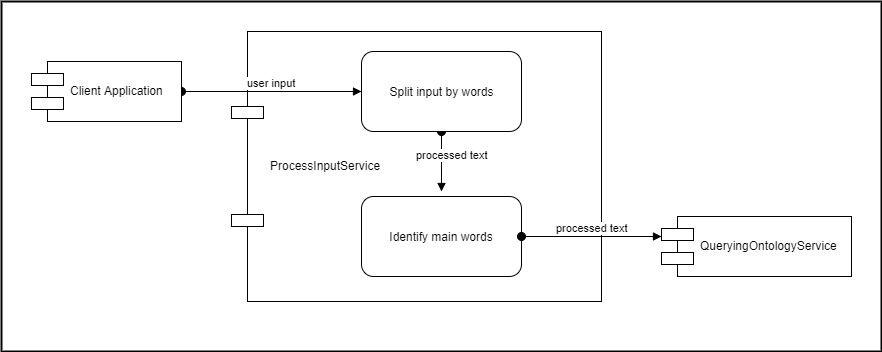 Client Application
user input
Split input by words
processed text
ProcessInputService
Identify main words
processed text
QueryingOntologyService